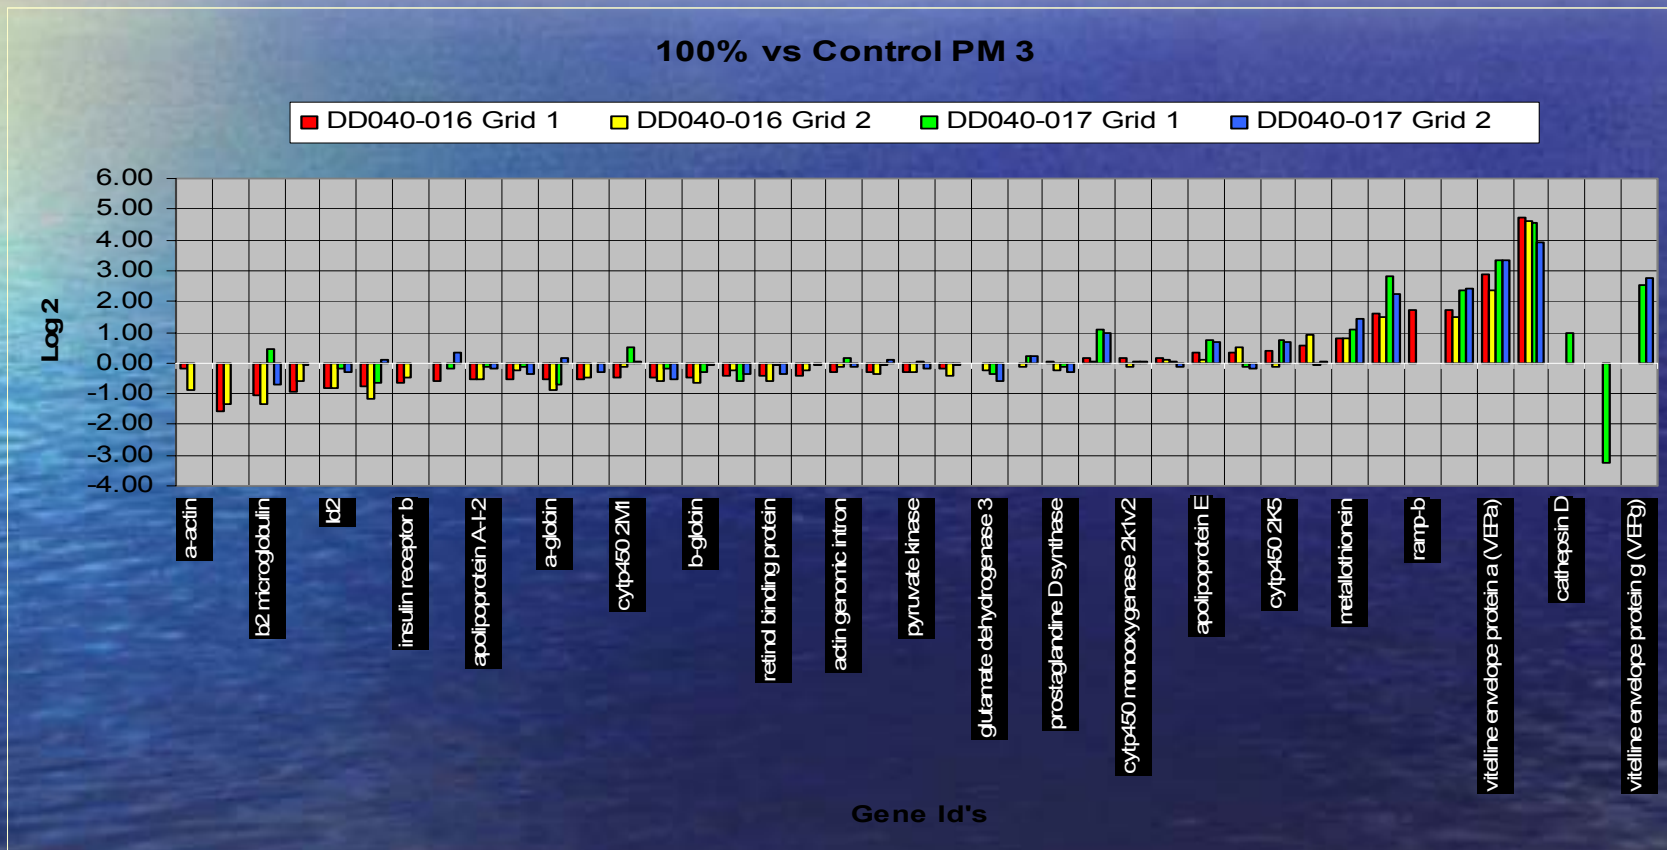 100% vs Control PM 3
DD040-016 Grid 1
DD040-016 Grid 2
DD040-017 Grid 1
DD040-017 Grid 2
Log 2
6.00
5.00
4.00
3.00
2.00
1.00
0.00
-1.00
-2.00
-3.00
-4.00
a-actin
b2 microglobulin
Id2
insulin receptor b
apolipoprotein A-I-2
a-globin
cytp450 2M1
b-globin
retinol binding protein
actin genomic intron
pyruvate kinase
glutamate dehydrogenase 3
prostaglandine D synthase
cytp450 monooxygenase 2k1v2
apolipoprotein E
cytp450 2K5
metallothionein
ramp-b
vitelline envelope protein a (VEPa)
cathepsin D
vitelline envelope protein g (VEPg)
Gene Id's